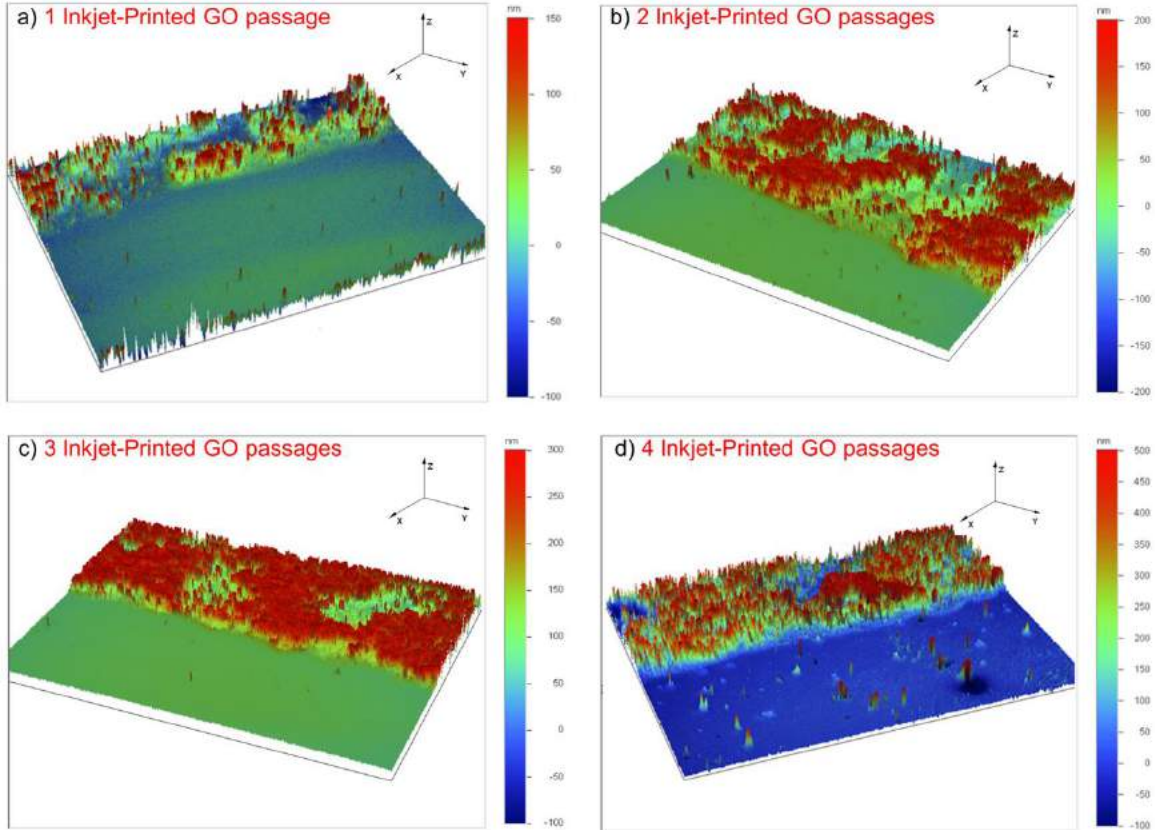 a) 1 Inkjet-Printed GO passage
nm
150
100
50
0
-50
-100
Z
X
Y
b) 2 Inkjet-Printed GO passages
nm
200
150
100
50
0
-50
-100
-150
-200
Z
X
Y
c) 3 Inkjet-Printed GO passages
nm
300
250
200
150
100
50
0
-50
-100
Z
X
Y
d) 4 Inkjet-Printed GO passages
nm
500
450
400
350
300
250
200
150
100
50
0
-50
-100
Z
X
Y